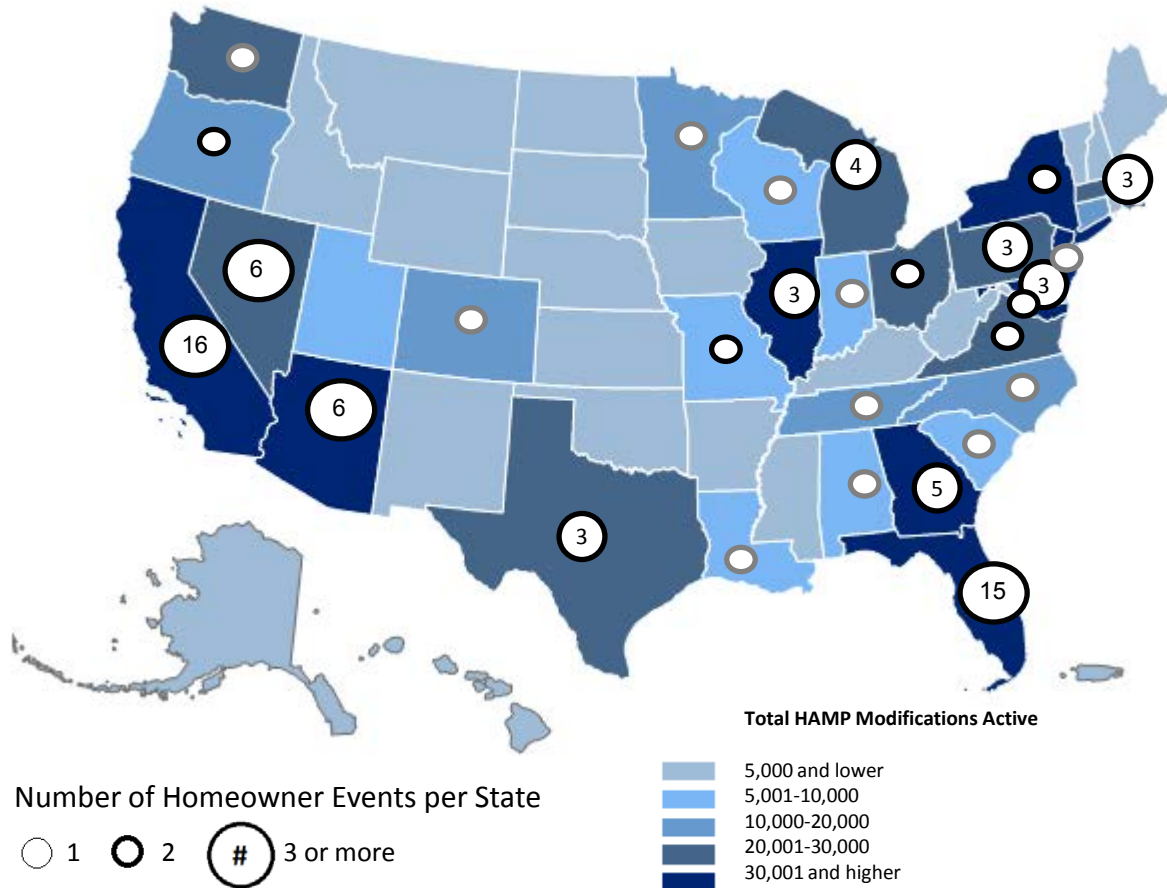 4
3
3
6
3
3
16
6
5
3
15
Total HAMP Modifications Active
5,000 and lower
5,001-10,000
10,000-20,000
20,001-30,000
30,001 and higher
Number of Homeowner Events per State
1 2 # 3 or more